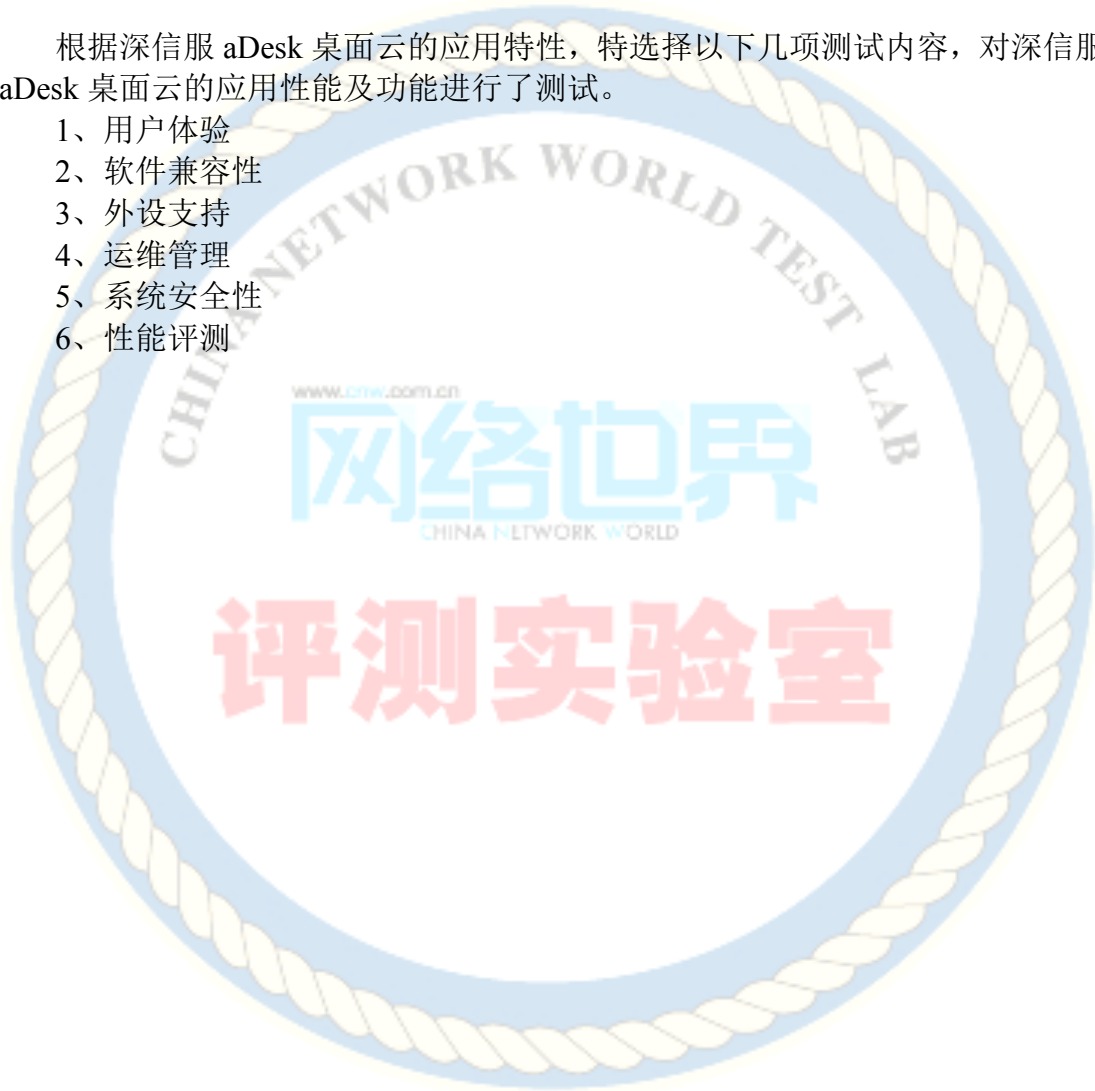 根据深信服 aDesk 桌面云的应用特性，特选择以下几项测试内容，对深信服
aDesk 桌面云的应用性能及功能进行了测试。
1、用户体验
2、软件兼容性
3、外设支持
4、运维管理
5、系统安全性
6、性能评测
CHINA NETWORK WORLD TEST LAB
www.cnw.com.cn
网络世界
CHINA NETWORK WORLD
评测实验室